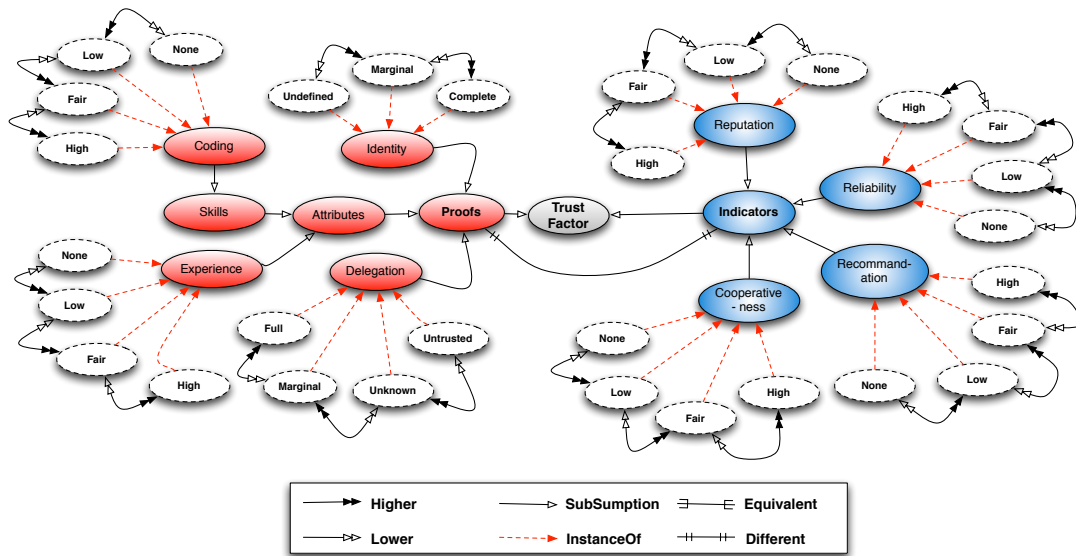 Low
None
Fair
High
Coding
Marginal
Undefined
Complete
Identity
Low
Fair
None
Reputation
High
High
Fair
Low
Reliability
None
Skills
Attributes
Proofs
Trust
Factor
Indicators
None
Experience
Low
Fair
High
Delegation
Full
Untrusted
Marginal
Unknown
Cooperative
-ness
None
Low
Fair
High
Recommand-
ation
High
Fair
Low
None
Higher
SubSumption
Equivalent
Lower
InstanceOf
Different